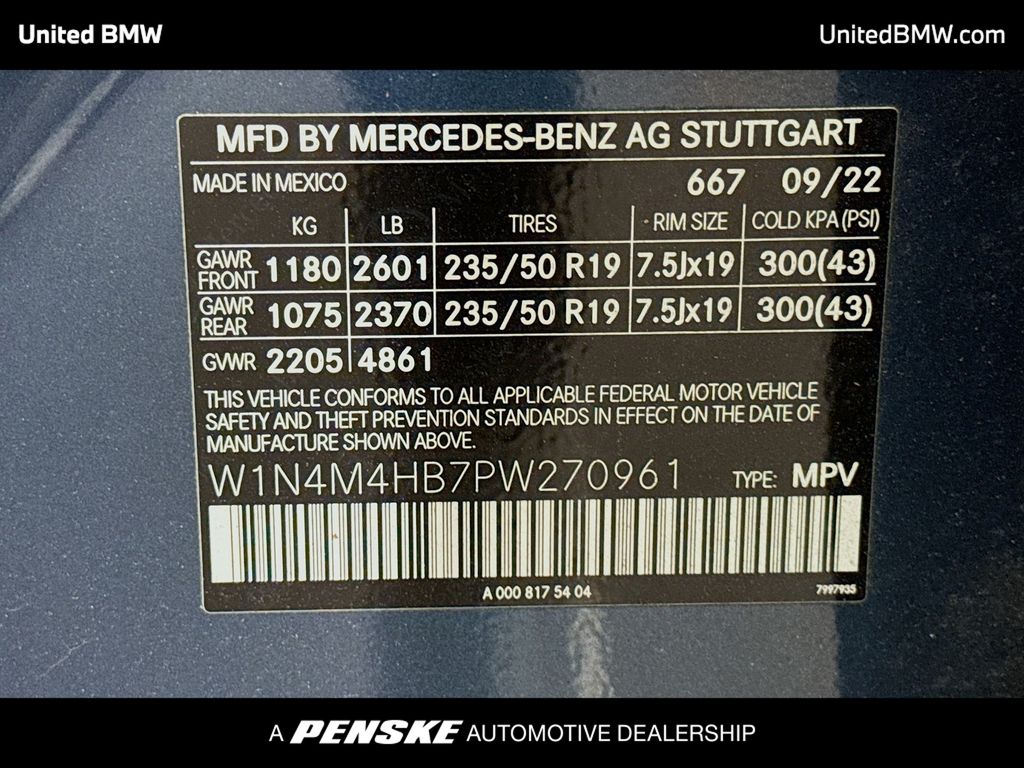 United BMW
UnitedBMW.com
MFD BY MERCEDES-BENZ AG STUTTGART
MADE IN MEXICO 667 09/22
KG LB TIRES RIM SIZE COLD KPA (PSI)
GAWR FRONT 1180 2601 235/50 R19 7.5Jx19 300(43)
GAWR REAR 1075 2370 235/50 R19 7.5Jx19 300(43)
GVWR 2205 4861
THIS VEHICLE CONFORMS TO ALL APPLICABLE FEDERAL MOTOR VEHICLE
SAFETY AND THEFT PREVENTION STANDARDS IN EFFECT ON THE DATE OF
MANUFACTURE SHOWN ABOVE.
W1N4M4HB7PW270961 TYPE: MPV
A 000 817 54 04 7997935
A PENSKE AUTOMOTIVE DEALERSHIP